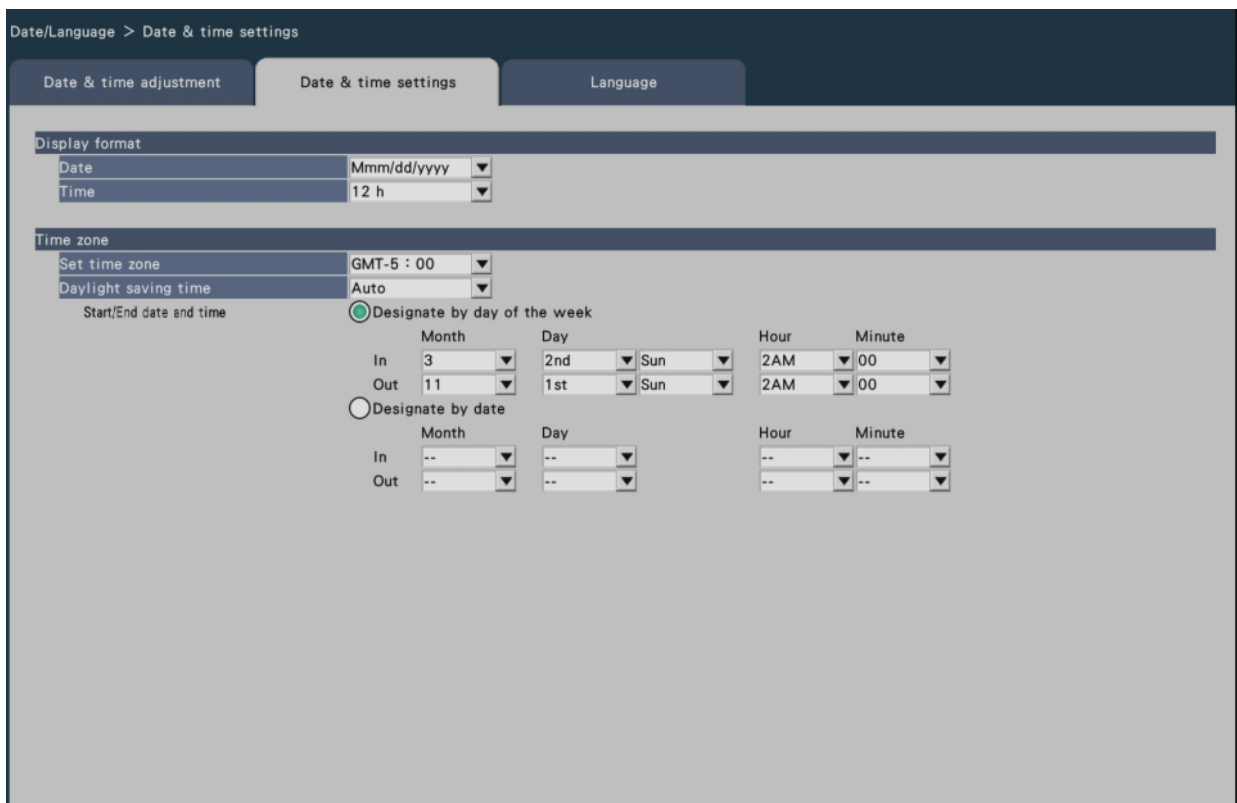 Date/Language > Date & time settings
Date & time adjustment Date & time settings Language
Display format
Date Mmm/dd/yyyy
Time 12 h
Time zone
Set time zone GMT-5 : 00
Daylight saving time Auto
Start/End date and time Designate by day of the week
Month Day Hour Minute
In 3 2nd Sun 2AM 00
Out 11 1st Sun 2AM 00
Designate by date
Month Day Hour Minute
In -- -- -- --
Out -- -- -- --